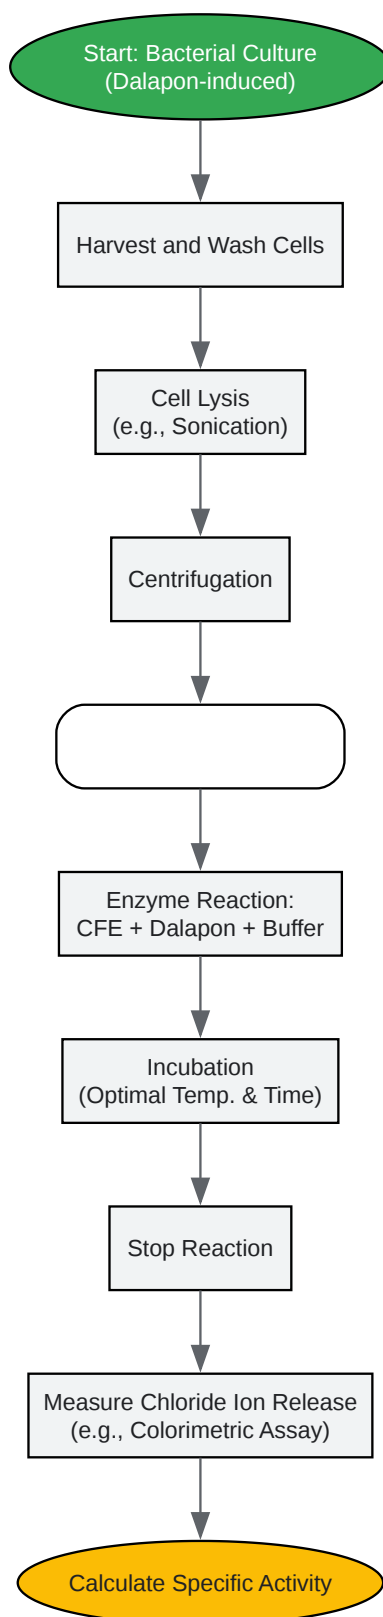 Start: Bacterial Culture
(Dalapon-induced)
Harvest and Wash Cells
Cell Lysis
(e.g., Sonication)
Centrifugation
Enzyme Reaction:
CFE + Dalapon + Buffer
Incubation
(Optimal Temp. & Time)
Stop Reaction
Measure Chloride Ion Release
(e.g., Colorimetric Assay)
Calculate Specific Activity